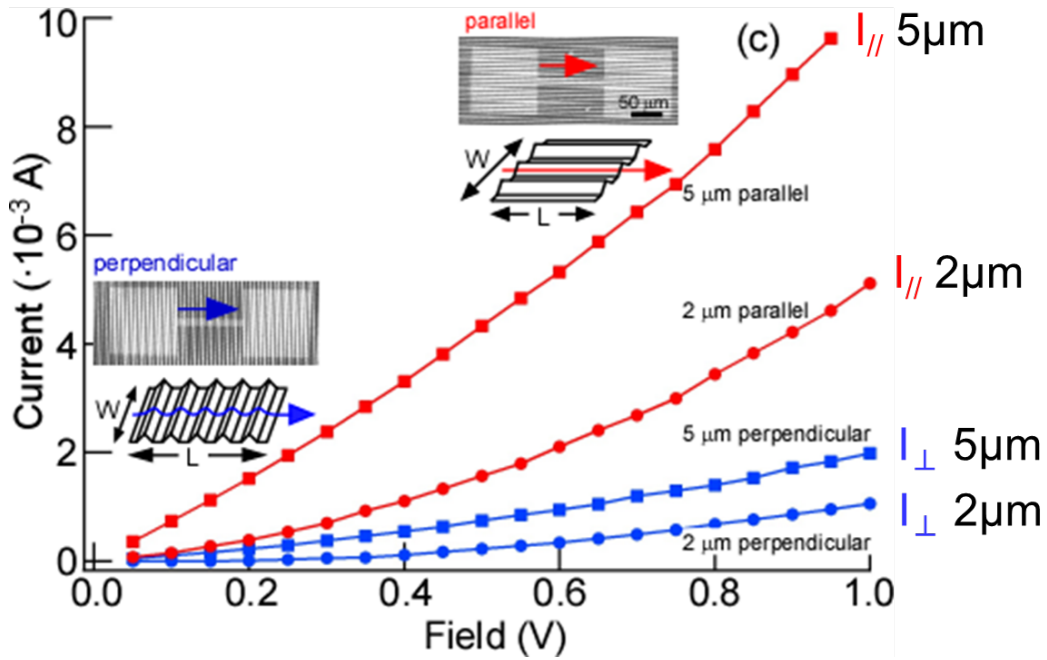 10
8
6
4
2
0
Current (·10⁻³ A)
parallel
(c)
50 μm
W
L
perpendicular
W
L
5 μm parallel
2 μm parallel
5 μm perpendicular
2 μm perpendicular
I// 5μm
I// 2μm
I⊥ 5μm
I⊥ 2μm
0.0 0.2 0.4 0.6 0.8 1.0
Field (V)